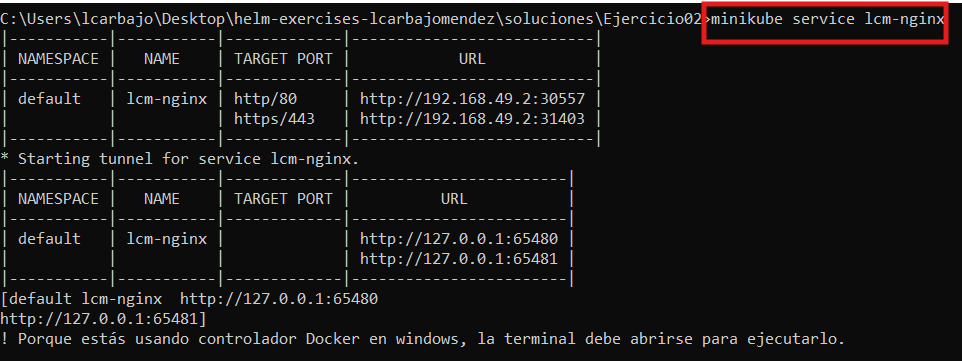 C:\Users\lcarbajo\Desktop\helm-exercises-lcarbajomendez\soluciones\Ejercicio02>minikube service lcm-nginx
|-----------|-----------|-------------|---------------------------|
| NAMESPACE |   NAME    | TARGET PORT |            URL            |
|-----------|-----------|-------------|---------------------------|
| default   | lcm-nginx | http/80     | http://192.168.49.2:30557 |
|           |           | https/443   | http://192.168.49.2:31403 |
|-----------|-----------|-------------|---------------------------|
* Starting tunnel for service lcm-nginx.
|-----------|-----------|-------------|------------------------|
| NAMESPACE |   NAME    | TARGET PORT |          URL           |
|-----------|-----------|-------------|------------------------|
| default   | lcm-nginx |             | http://127.0.0.1:65480 |
|           |           |             | http://127.0.0.1:65481 |
|-----------|-----------|-------------|------------------------|
[default lcm-nginx  http://127.0.0.1:65480
http://127.0.0.1:65481]
! Porque estás usando controlador Docker en windows, la terminal debe abrirse para ejecutarlo.